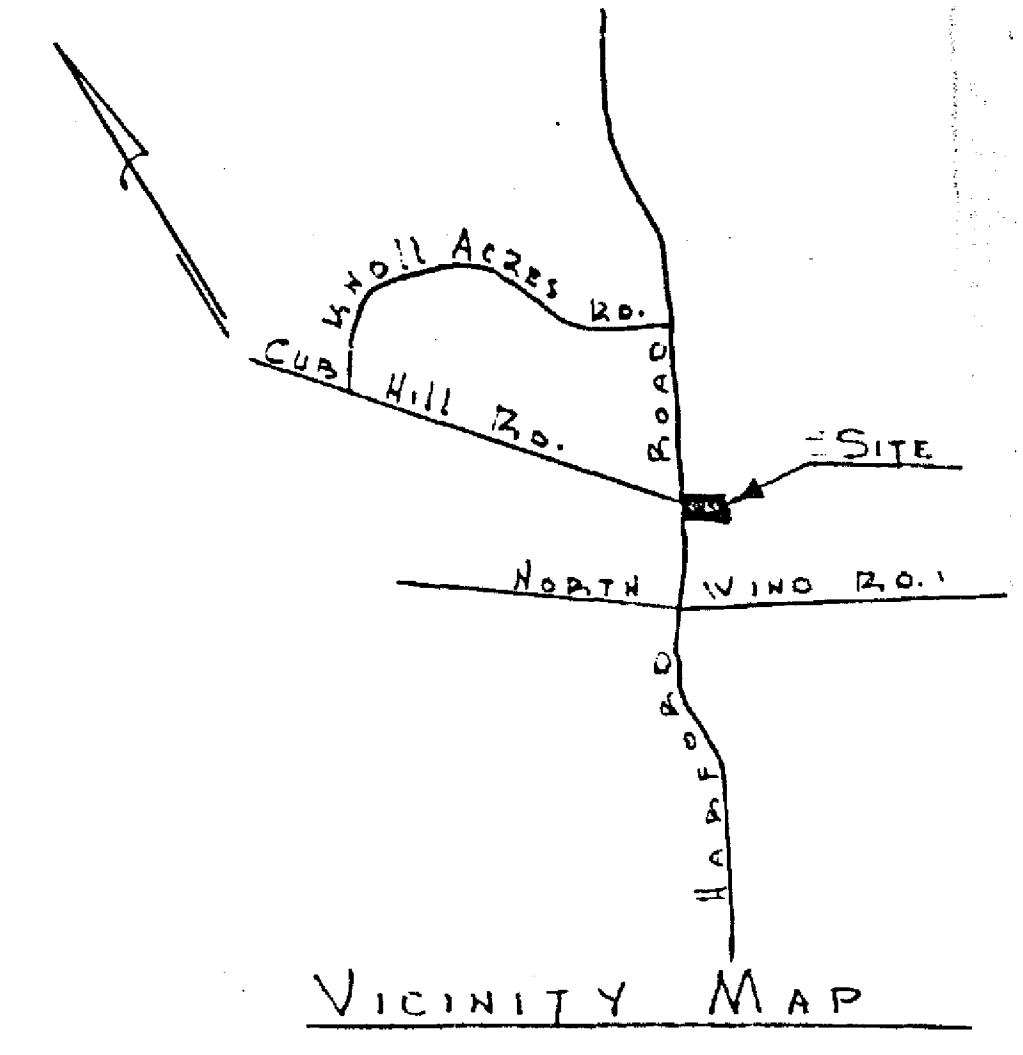 Knoll Acres Rd.
Cub Hill Rd.
Site
North Wind Rd.
Harford Road
Vicinity Map